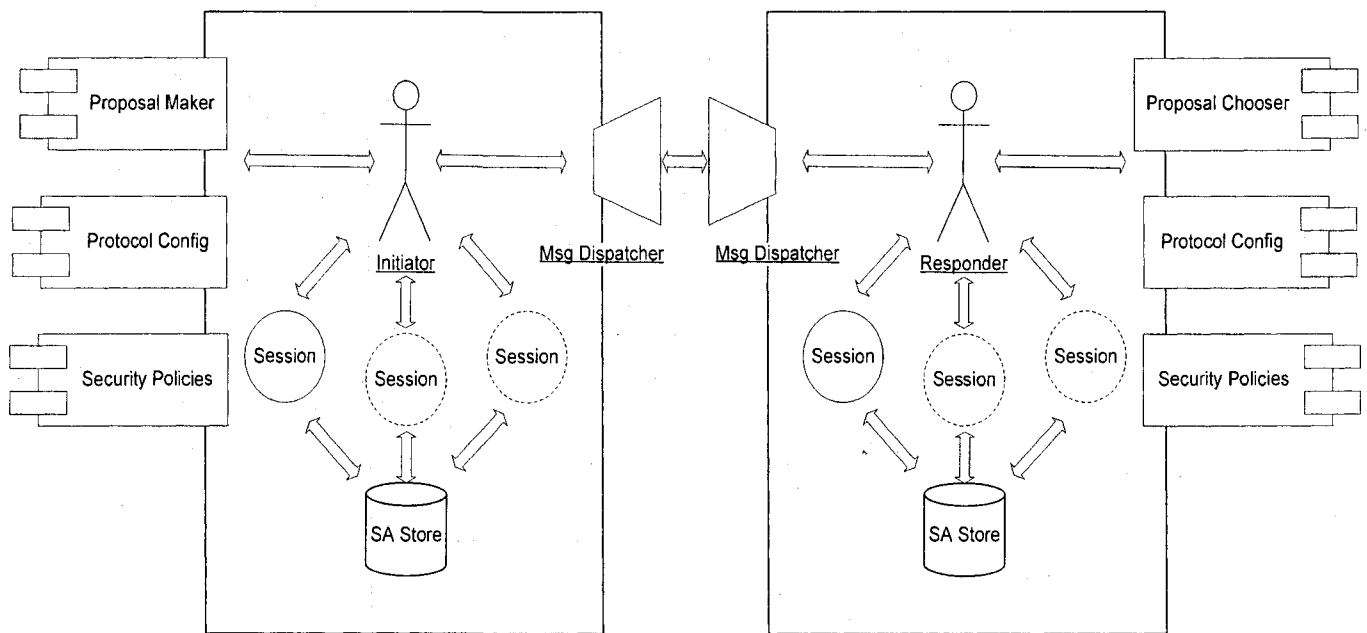 Proposal Maker
Protocol Config
Security Policies
Initiator
Session
Session
Session
SA Store
Msg Dispatcher
Msg Dispatcher
Responder
Session
Session
Session
SA Store
Proposal Chooser
Protocol Config
Security Policies